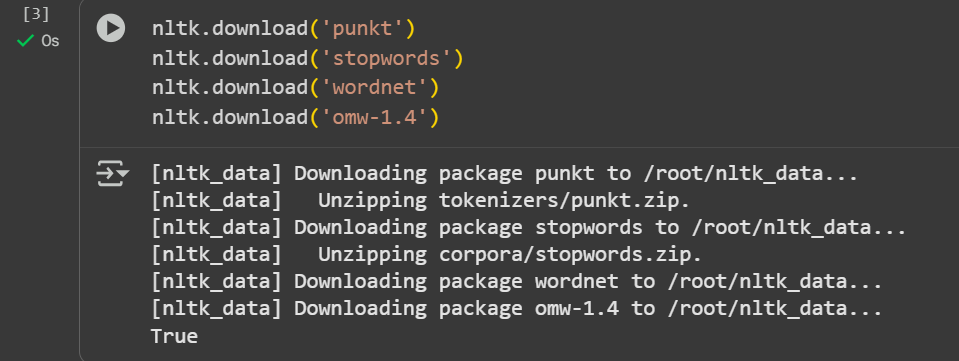 [3]
0s
nltk.download('punkt')
nltk.download('stopwords')
nltk.download('wordnet')
nltk.download('omw-1.4')
[nltk_data] Downloading package punkt to /root/nltk_data...
[nltk_data]   Unzipping tokenizers/punkt.zip.
[nltk_data] Downloading package stopwords to /root/nltk_data...
[nltk_data]   Unzipping corpora/stopwords.zip.
[nltk_data] Downloading package wordnet to /root/nltk_data...
[nltk_data] Downloading package omw-1.4 to /root/nltk_data...
True